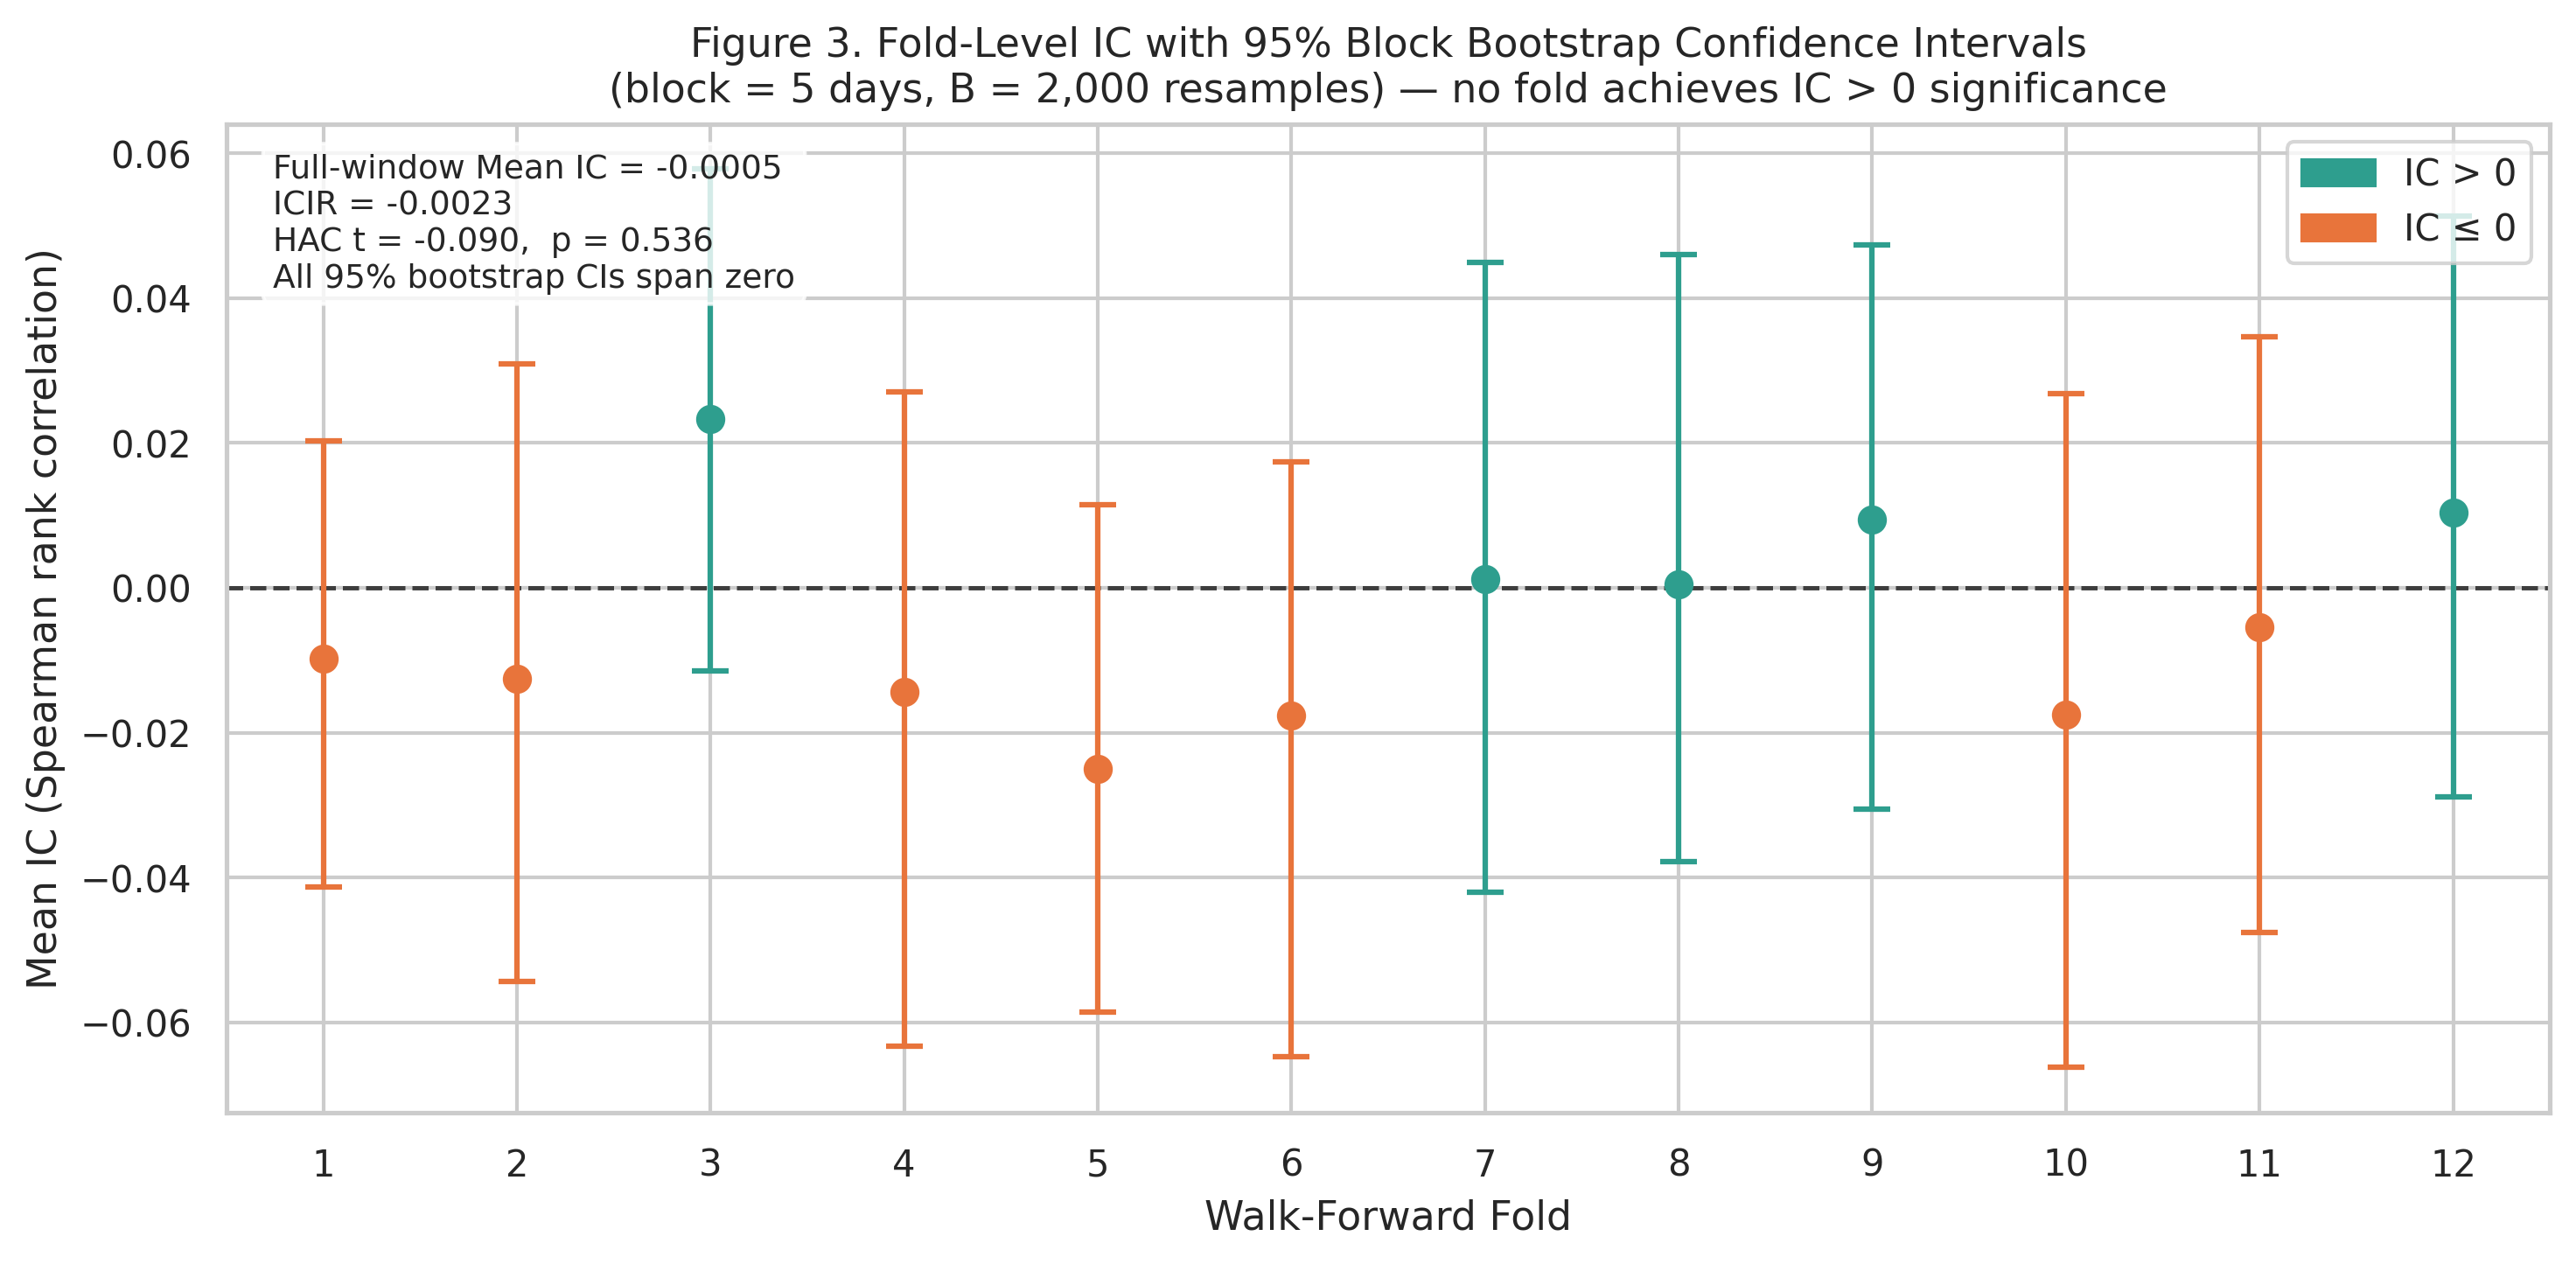 Figure 3. Fold-Level IC with 95% Block Bootstrap Confidence Intervals
(block = 5 days, B = 2,000 resamples) — no fold achieves IC > 0 significance
Full-window Mean IC = -0.0005
ICIR = -0.0023
HAC t = -0.090,  p = 0.536
All 95% bootstrap CIs span zero
IC > 0
IC ≤ 0
Mean IC (Spearman rank correlation)
0.06
0.04
0.02
0.00
−0.02
−0.04
−0.06
1 2 3 4 5 6 7 8 9 10 11 12
Walk-Forward Fold